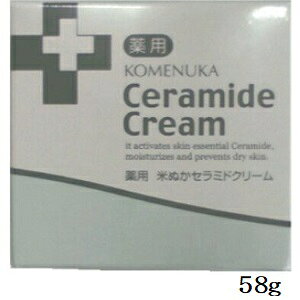 薬用
KOMENUKA
Ceramide
Cream
it activates skin essential Ceramide,
moisturizes and prevents dry skin.
薬用 米ぬかセラミドクリーム
58g